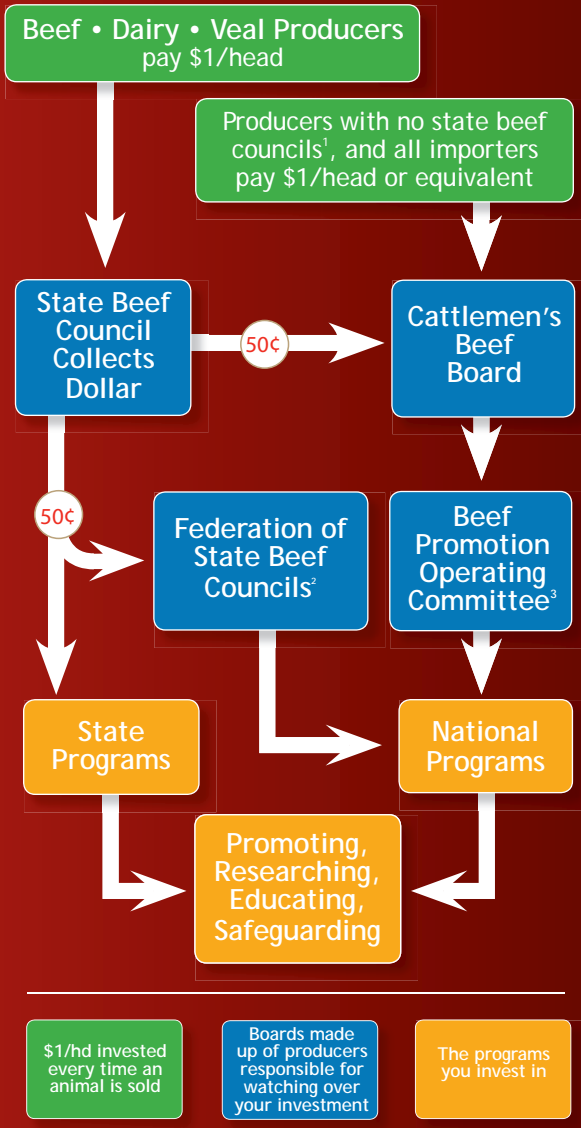 Beef • Dairy • Veal Producers
pay $1/head
Producers with no state beef
councils¹, and all importers
pay $1/head or equivalent
State Beef
Council
Collects
Dollar
50¢
Cattlemen's
Beef
Board
50¢
Federation of
State Beef
Councils²
Beef
Promotion
Operating
Committee³
State
Programs
National
Programs
Promoting,
Researching,
Educating,
Safeguarding
$1/hd invested
every time an
animal is sold
Boards made
up of producers
responsible for
watching over
your investment
The programs
you invest in